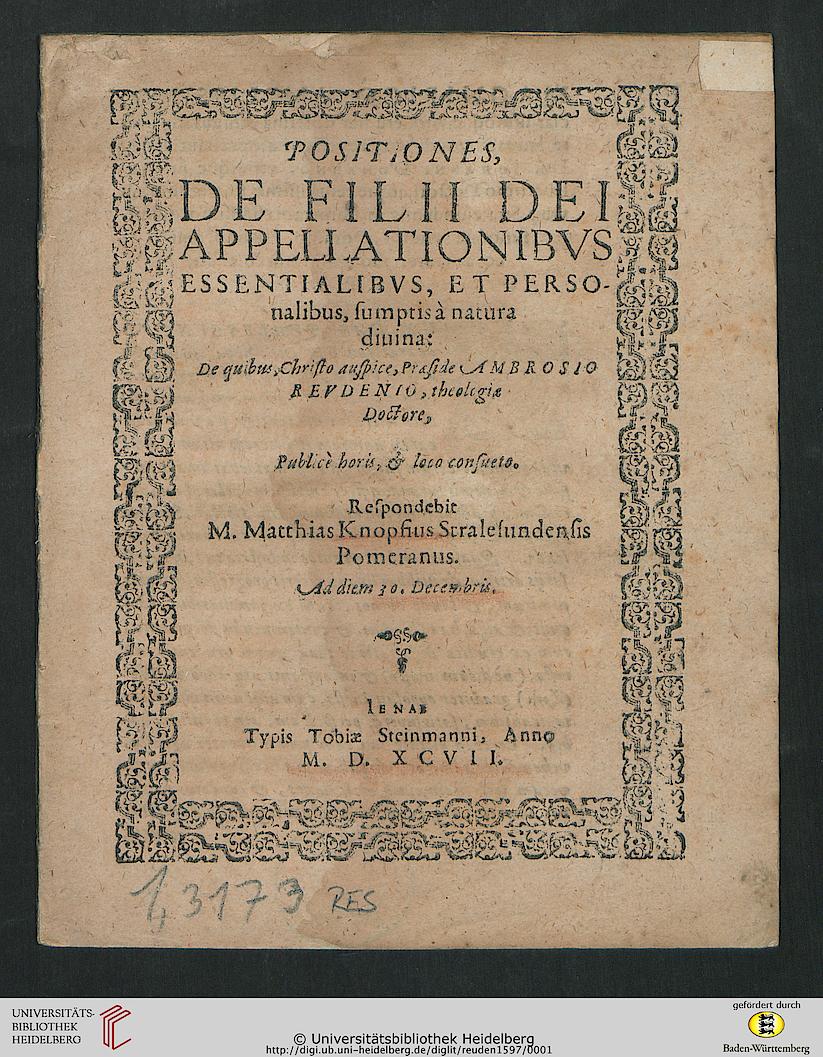 POSITIONES,
DE FILII DEI
APPELLATIONIBVS
ESSENTIALIBVS, ET PERSO-
nalibus, ſumptis à natura
diuina:
De quibus, Chriſto auſpice, Præſide AMBROSIO
REVDENIO, theologiæ
Doctore,
Publicè horis, & loco conſueto.
Reſpondebit
M. Matthias Knopfius Stralesundenſis
Pomeranus.
Ad diem 30. Decembris.
IENAE
Typis Tobiæ Steinmanni, Anno
M. D. XCVII.
3173 RES
UNIVERSITÄTS-
BIBLIOTHEK
HEIDELBERG
© Universitätsbibliothek Heidelberg
http://digi.ub.uni-heidelberg.de/diglit/reuden1597/0001
gefördert durch
Baden-Württemberg